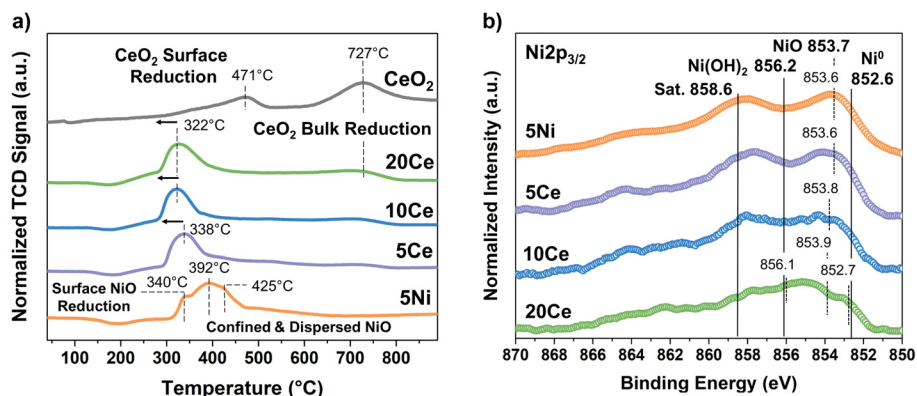 a)
CeO2 Surface
Reduction
727°C
471°C
CeO2
322°C
CeO2 Bulk Reduction
20Ce
10Ce
338°C
5Ce
392°C
Surface NiO
340°C
425°C
Reduction
5Ni
Confined & Dispersed NiO
Normalized TCD Signal (a.u.)
100 200 300 400 500 600 700 800
Temperature (°C)
b)
Ni2p3/2
NiO 853.7
Ni(OH)2 856.2
Ni0
Sat. 858.6
853.6
852.6
5Ni
853.6
5Ce
853.8
10Ce
853.9
856.1
852.7
20Ce
Normalized Intensity (a.u.)
870 868 866 864 862 860 858 856 854 852 850
Binding Energy (eV)